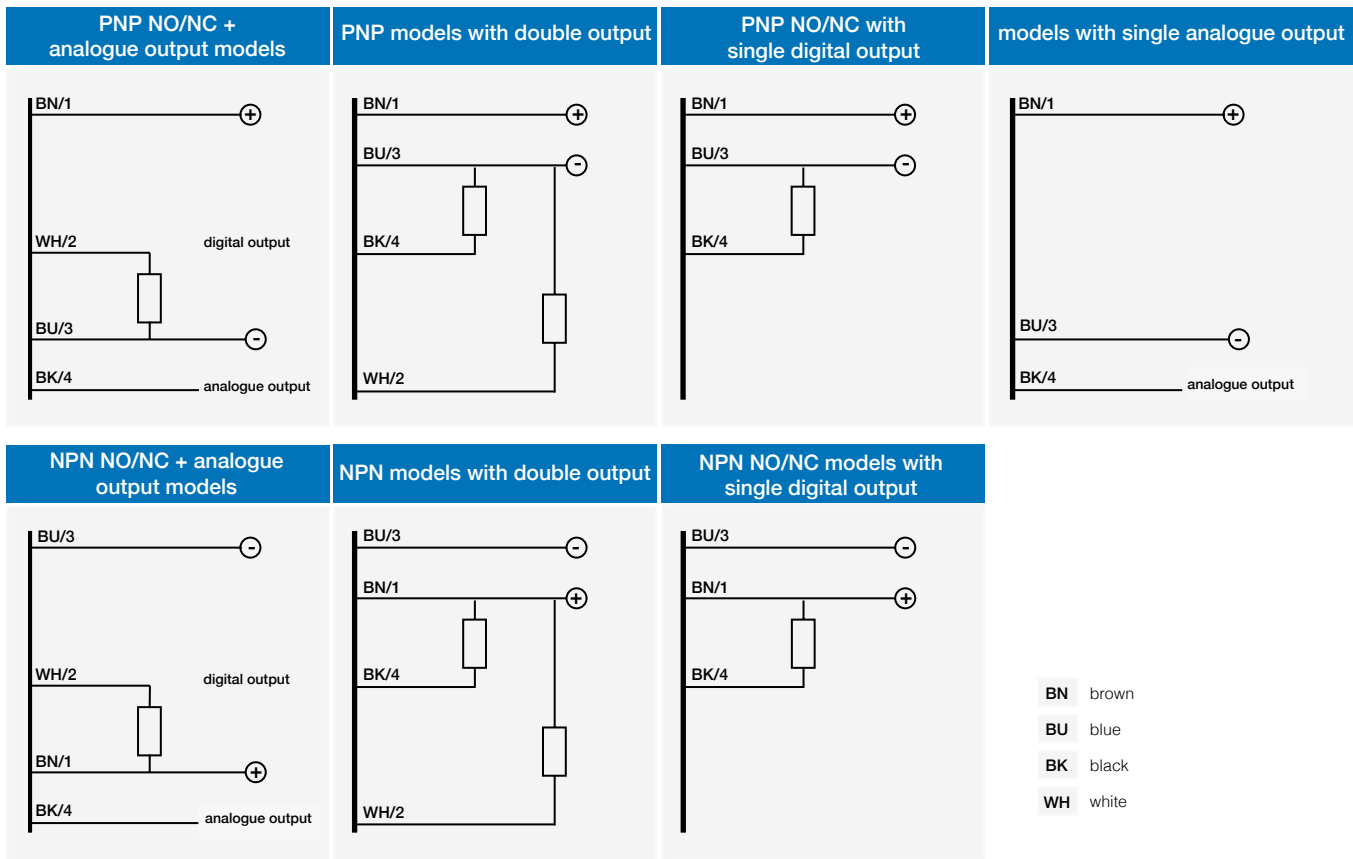 PNP NO/NC +
analogue output models
BN/1
+
WH/2
digital output
BU/3
-
BK/4
analogue output
PNP models with double output
BN/1
+
BU/3
-
BK/4
WH/2
PNP NO/NC with
single digital output
BN/1
+
BU/3
-
BK/4
models with single analogue output
BN/1
+
BU/3
-
BK/4
analogue output
NPN NO/NC + analogue
output models
BU/3
-
WH/2
digital output
BN/1
+
BK/4
analogue output
NPN models with double output
BU/3
-
BN/1
+
BK/4
WH/2
NPN NO/NC models with
single digital output
BU/3
-
BN/1
+
BK/4
BN brown
BU blue
BK black
WH white